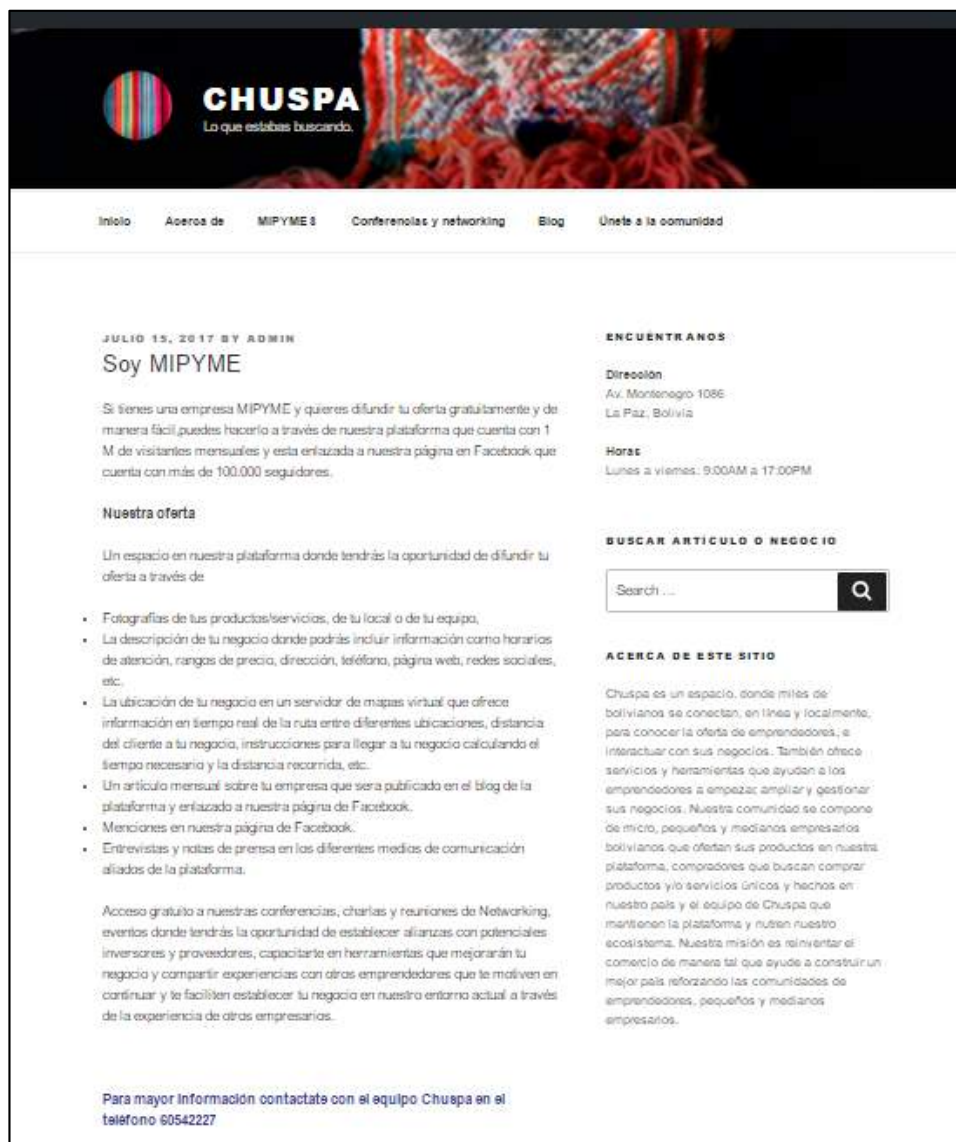 CHUSPA
Lo que estabas buscando.
Inicio Acerca de MIPYMES Conferencias y networking Blog Únete a la comunidad
JULIO 15, 2017 BY ADMIN
Soy MIPYME
Si tienes una empresa MIPYME y quieres difundir tu oferta gratuitamente y de
manera fácil,puedes hacerlo a través de nuestra plataforma que cuenta con 1
M de visitantes mensuales y esta enlazada a nuestra página en Facebook que
cuenta con más de 100.000 seguidores.
Nuestra oferta
Un espacio en nuestra plataforma donde tendrás la oportunidad de difundir tu
oferta a través de
Fotografías de tus productos/servicios, de tu local o de tu equipo,
La descripción de tu negocio donde podrás incluir información como horarios
de atención, rangos de precio, dirección, teléfono, página web, redes sociales,
etc.
La ubicación de tu negocio en un servidor de mapas virtual que ofrece
información en tiempo real de la ruta entre diferentes ubicaciones, distancia
del cliente a tu negocio, instrucciones para llegar a tu negocio calculando el
tiempo necesario y la distancia recorrida, etc.
Un artículo mensual sobre tu empresa que sera publicado en el blog de la
plataforma y enlazado a nuestra página de Facebook.
Menciones en nuestra página de Facebook.
Entrevistas y notas de prensa en los diferentes medios de comunicación
aliados de la plataforma.
Acceso gratuito a nuestras conferencias, charlas y reuniones de Networking,
eventos donde tendrás la oportunidad de establecer alianzas con potenciales
inversores y proveedores, capacitarte en herramientas que mejorarán tu
negocio y compartir experiencias con otros emprendedores que te motiven en
continuar y te faciliten establecer tu negocio en nuestro entorno actual a través
de la experiencia de otros empresarios.
Para mayor información contactate con el equipo Chuspa en el
teléfono 60542227
ENCUÉNTRANOS
Dirección
Av. Montenegro 1086
La Paz, Bolivia
Horas
Lunes a viernes: 9:00AM a 17:00PM
BUSCAR ARTÍCULO O NEGOCIO
Search ...
ACERCA DE ESTE SITIO
Chuspa es un espacio, donde miles de
bolivianos se conectan, en línea y localmente,
para conocer la oferta de emprendedores, e
interactuar con sus negocios. También ofrece
servicios y herramientas que ayudan a los
emprendedores a empezar, ampliar y gestionar
sus negocios. Nuestra comunidad se compone
de micro, pequeños y medianos empresarios
bolivianos que ofertan sus productos en nuestra
plataforma, compradores que buscan comprar
productos y/o servicios únicos y hechos en
nuestro país y el equipo de Chuspa que
mantienen la plataforma y nutren nuestro
ecosistema. Nuestra misión es reinventar el
comercio de manera tal que ayude a construir un
mejor país reforzando las comunidades de
emprendedores, pequeños y medianos
empresarios.